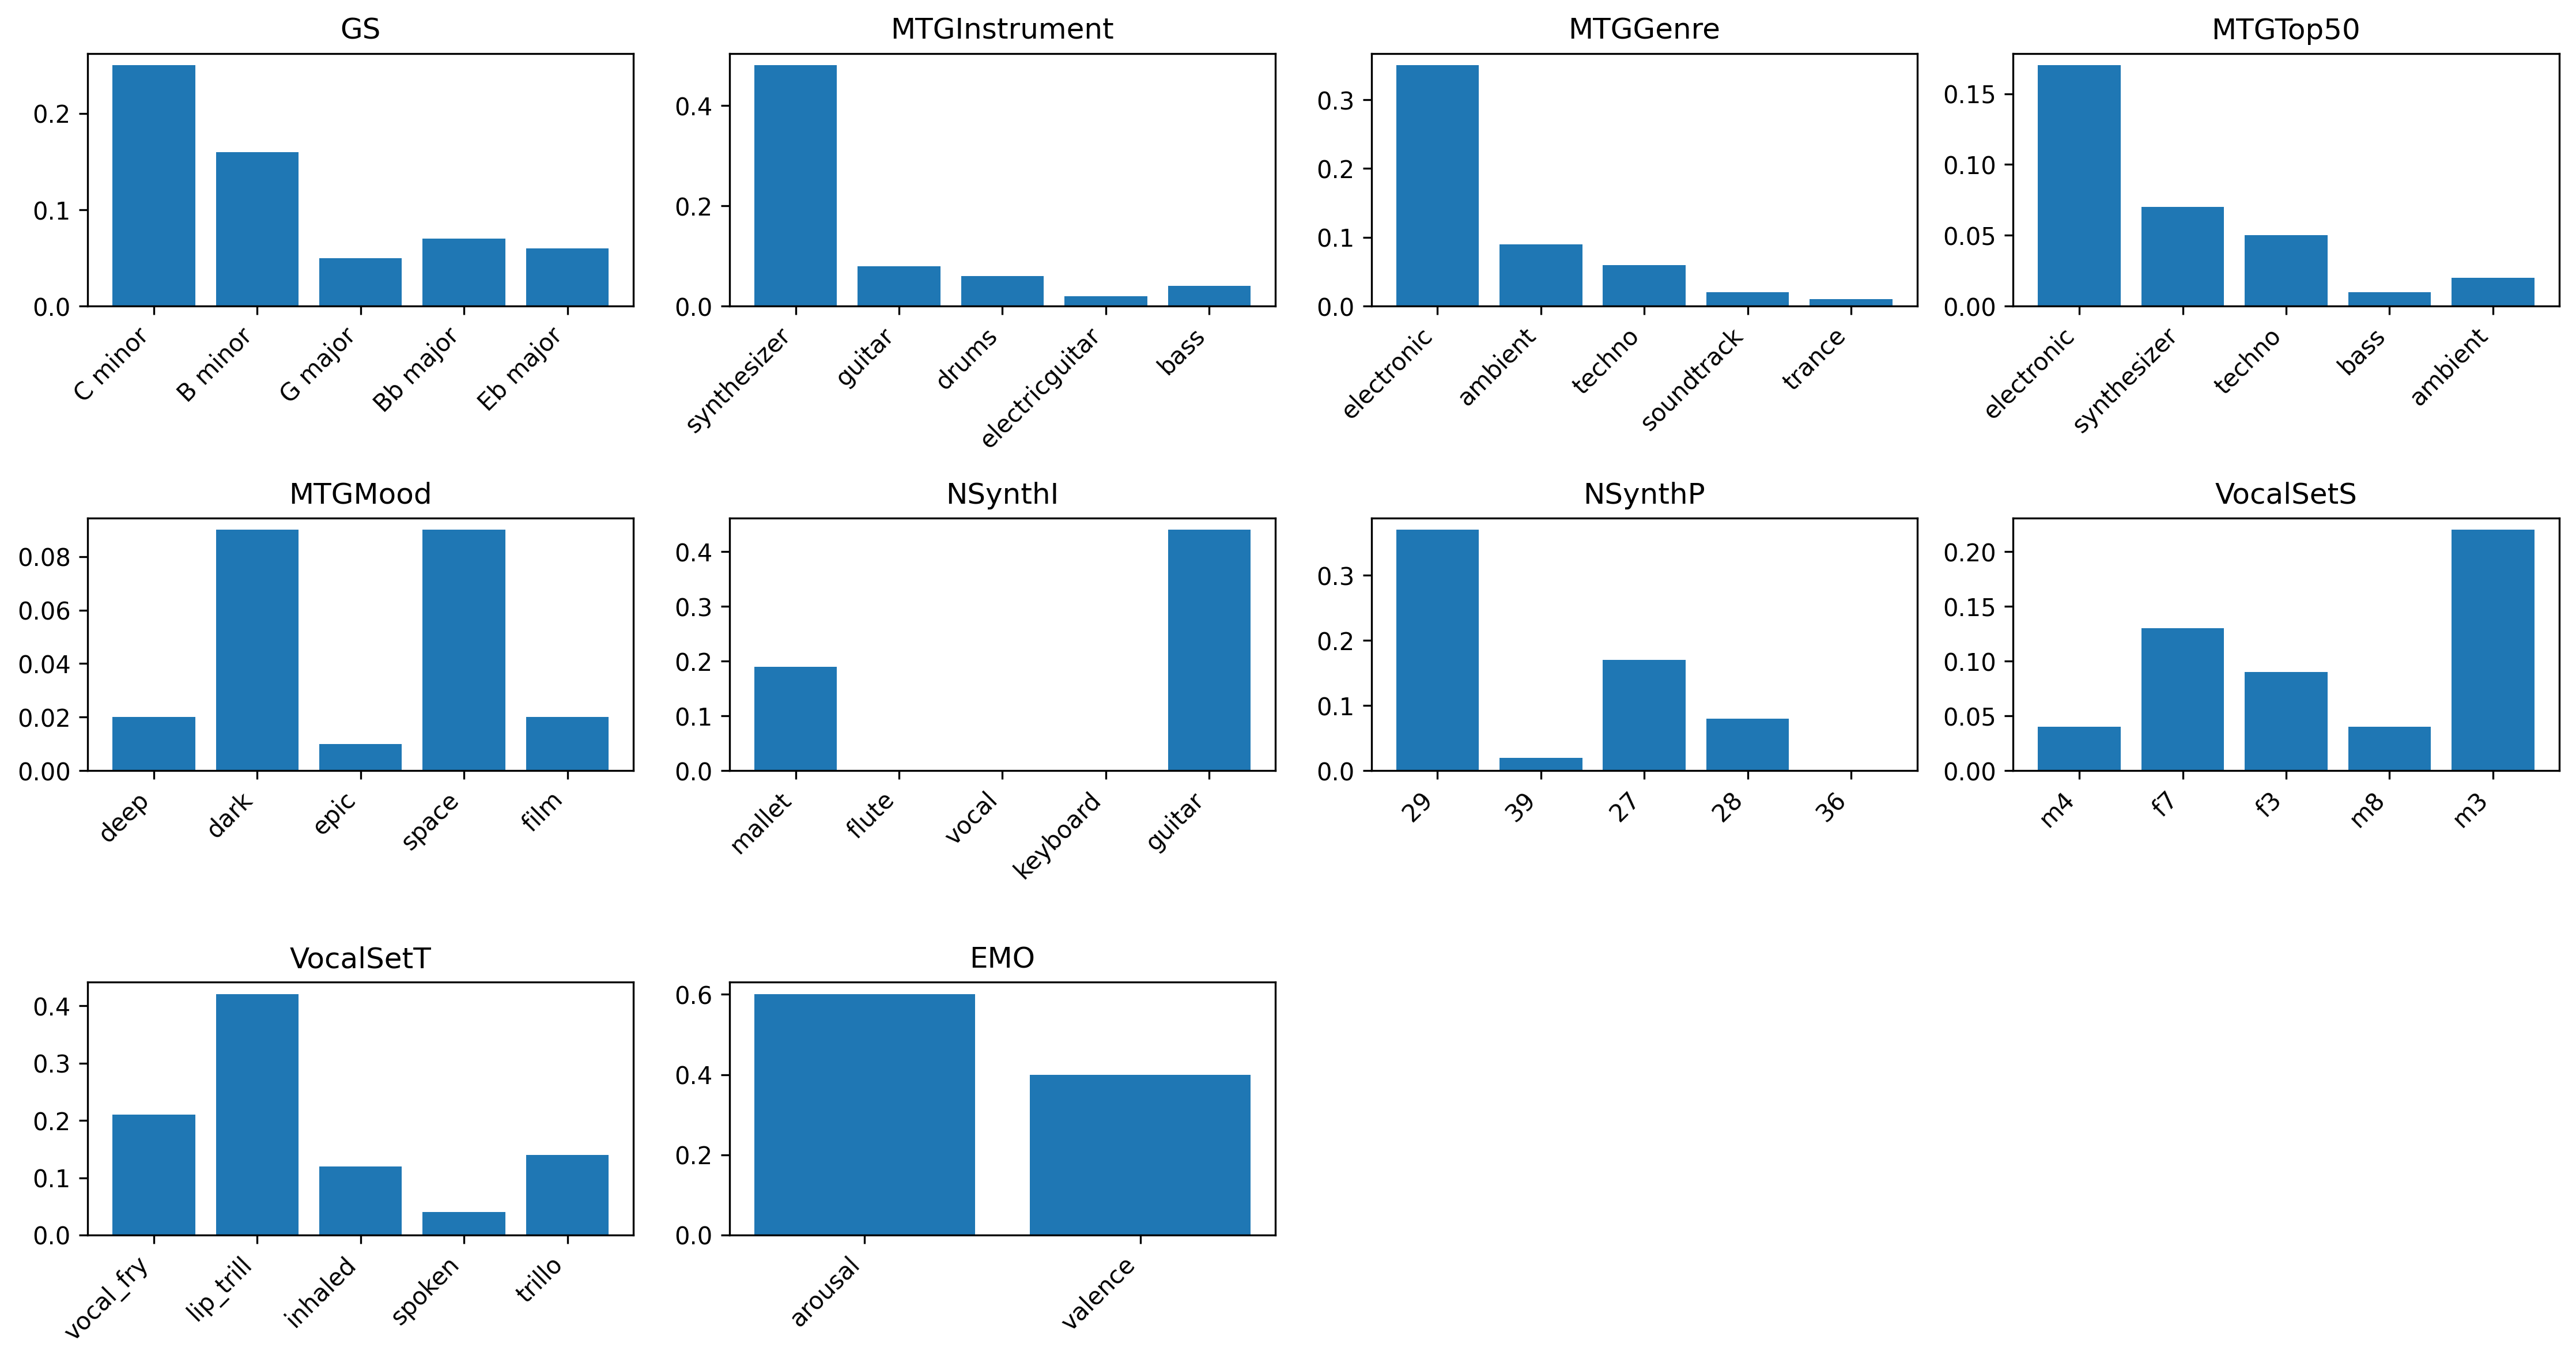 GS
0.2
0.1
0.0
C minor
B minor
G major
Bb major
Eb major
MTGInstrument
0.4
0.2
0.0
synthesizer
guitar
drums
electricguitar
bass
MTGGenre
0.3
0.2
0.1
0.0
electronic
ambient
techno
soundtrack
trance
MTGTop50
0.15
0.10
0.05
0.00
electronic
synthesizer
techno
bass
ambient
MTGMood
0.08
0.06
0.04
0.02
0.00
deep
dark
epic
space
film
NSynthI
0.4
0.3
0.2
0.1
0.0
mallet
flute
vocal
keyboard
guitar
NSynthP
0.3
0.2
0.1
0.0
29
39
27
28
36
VocalSetS
0.20
0.15
0.10
0.05
0.00
m4
f7
f3
m8
m3
VocalSetT
0.4
0.3
0.2
0.1
0.0
vocal_fry
lip_trill
inhaled
spoken
trillo
EMO
0.6
0.4
0.2
0.0
arousal
valence